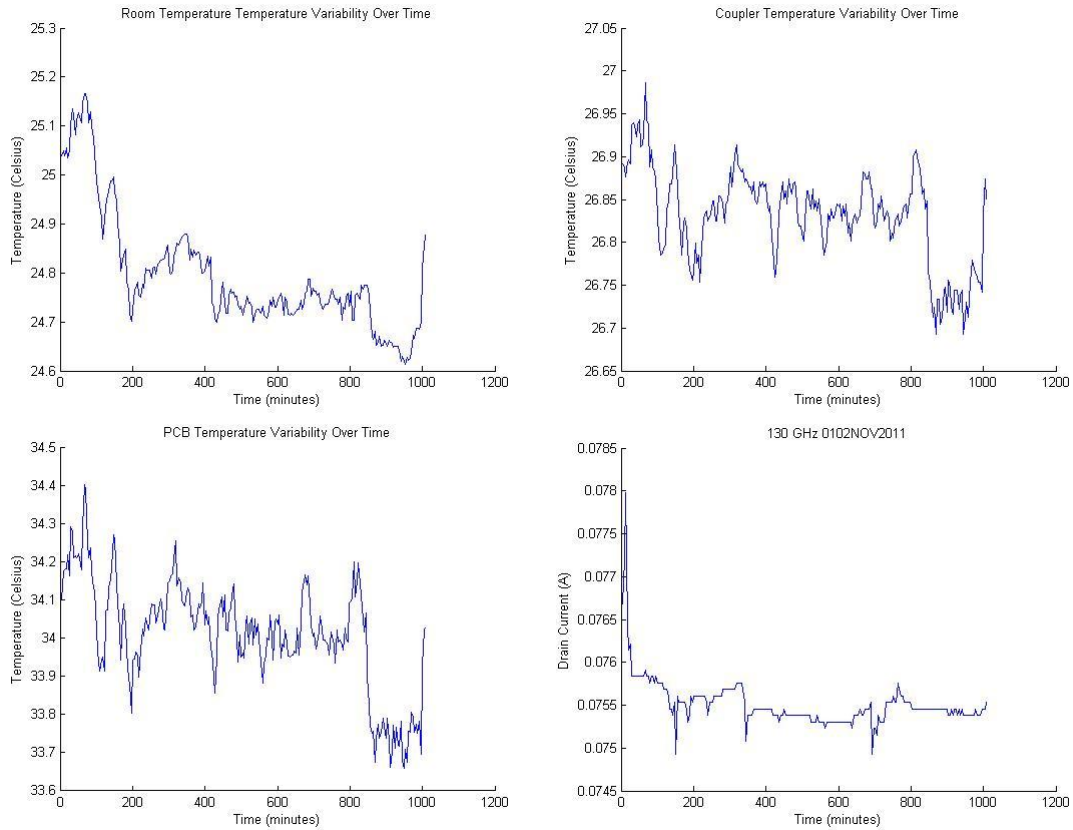 Room Temperature Temperature Variability Over Time
25.3
25.2
25.1
25
24.9
24.8
24.7
24.6
Temperature (Celsius)
0 200 400 600 800 1000 1200
Time (minutes)
Coupler Temperature Variability Over Time
27.05
27
26.95
26.9
26.85
26.8
26.75
26.7
26.65
Temperature (Celsius)
0 200 400 600 800 1000 1200
Time (minutes)
PCB Temperature Variability Over Time
34.5
34.4
34.3
34.2
34.1
34
33.9
33.8
33.7
33.6
Temperature (Celsius)
0 200 400 600 800 1000 1200
Time (minutes)
130 GHz 0102NOV2011
0.0785
0.078
0.0775
0.077
0.0765
0.076
0.0755
0.075
0.0745
Drain Current (A)
0 200 400 600 800 1000 1200
Time (minutes)